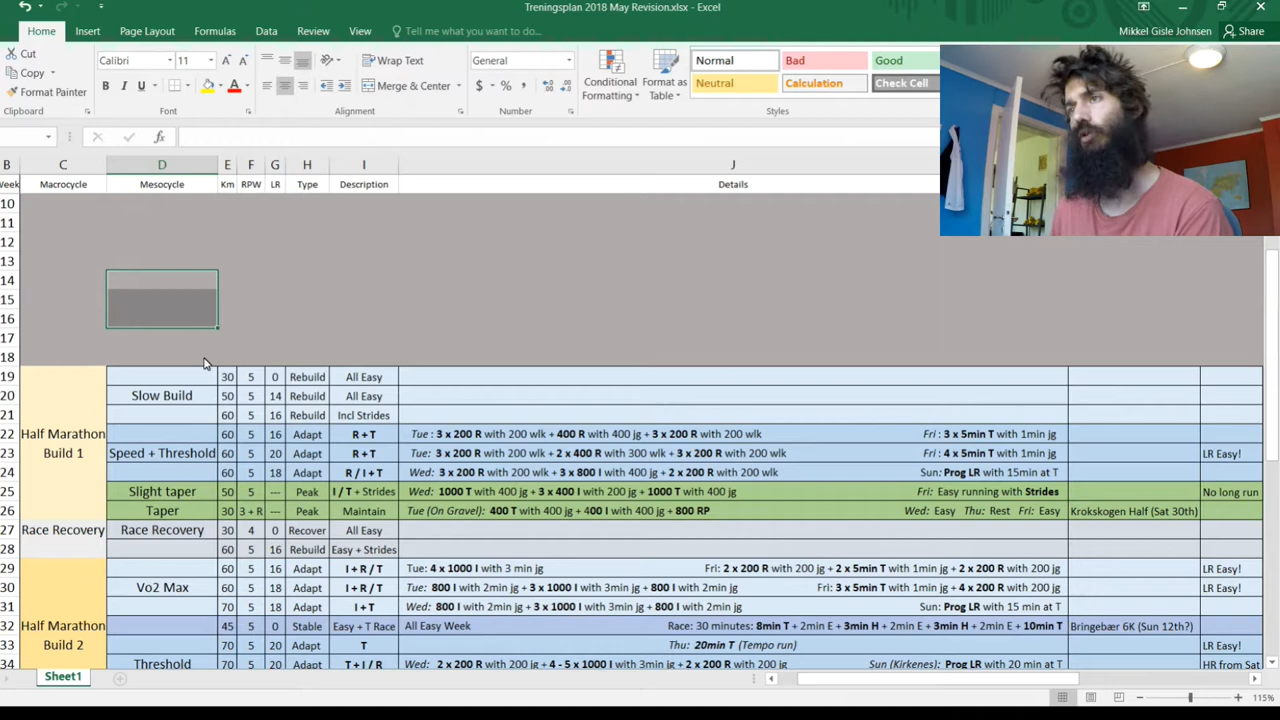 Treningsplan 2018 May Revision.xlsx - Excel
Home Insert Page Layout Formulas Data Review View Tell me what you want to do... Mikkel Gisle Johnsen Share
Cut
Copy
Format Painter
Clipboard
Calibri 11
B I U
Font
Wrap Text
Merge & Center
Alignment
General
$ % ,
Number
Conditional Formatting
Format as Table
Normal Bad Good
Neutral Calculation Check Cell
Styles
fx
B C D E F G H I J
Week Macrocycle Mesocycle Km RPW LR Type Description Details
10
11
12
13
14
15
16
17
18
19 30 5 0 Rebuild All Easy
20 Slow Build 50 5 14 Rebuild All Easy
21 60 5 16 Rebuild Incl Strides
22 Half Marathon 60 5 16 Adapt R + T Tue : 3 x 200 R with 200 wlk + 400 R with 400 jg + 3 x 200 R with 200 wlk Fri : 3 x 5min T with 1min jg
23 Build 1 Speed + Threshold 60 5 20 Adapt R + T Tue: 3 x 200 R with 200 wlk + 2 x 400 R with 300 wlk + 3 x 200 R with 200 wlk Fri : 4 x 5min T with 1min jg LR Easy!
24 60 5 18 Adapt R / I + T Wed: 3 x 200 R with 200 wlk + 3 x 800 I with 400 jg + 2 x 200 R with 200 wlk Sun: Prog LR with 15min at T
25 Slight taper 50 5 --- Peak I / T + Strides Wed: 1000 T with 400 jg + 3 x 400 I with 200 jg + 1000 T with 400 jg Fri: Easy running with Strides No long run
26 Taper 30 3 + R --- Peak Maintain Tue (On Gravel): 400 T with 400 jg + 400 I with 400 jg + 800 RP Wed: Easy Thu: Rest Fri: Easy Krokskogen Half (Sat 30th)
27 Race Recovery Race Recovery 30 4 0 Recover All Easy
28 60 5 16 Rebuild Easy + Strides
29 60 5 16 Adapt I + R / T Tue: 4 x 1000 I with 3 min jg Fri: 2 x 200 R with 200 jg + 2 x 5min T with 1min jg + 2 x 200 R with 200 jg
30 Vo2 Max 60 5 18 Adapt I + R / T Tue: 800 I with 2min jg + 3 x 1000 I with 3min jg + 800 I with 2min jg Fri: 3 x 5min T with 1min jg + 4 x 200 R with 200 jg
31 70 5 18 Adapt I + T Wed: 800 I with 2min jg + 3 x 1000 I with 3min jg + 800 I with 2min jg Sun: Prog LR with 15 min at T
32 Half Marathon 45 5 0 Stable Easy + T Race All Easy Week Race: 30 minutes: 8min T + 2min E + 3min H + 2min E + 3min H + 2min E + 10min T Bringebær 6K (Sun 12th?)
33 Build 2 70 5 20 Adapt T Thu: 20min T (Tempo run) LR Easy!
34 Threshold 70 5 20 Adapt T + I / R Wed: 2 x 200 R with 200 jg + 4 - 5 x 1000 I with 3min jg + 2 x 200 R with 200 jg Sun (Kirkenes): Prog LR with 20 min at T HR from Sat
Sheet1
115%